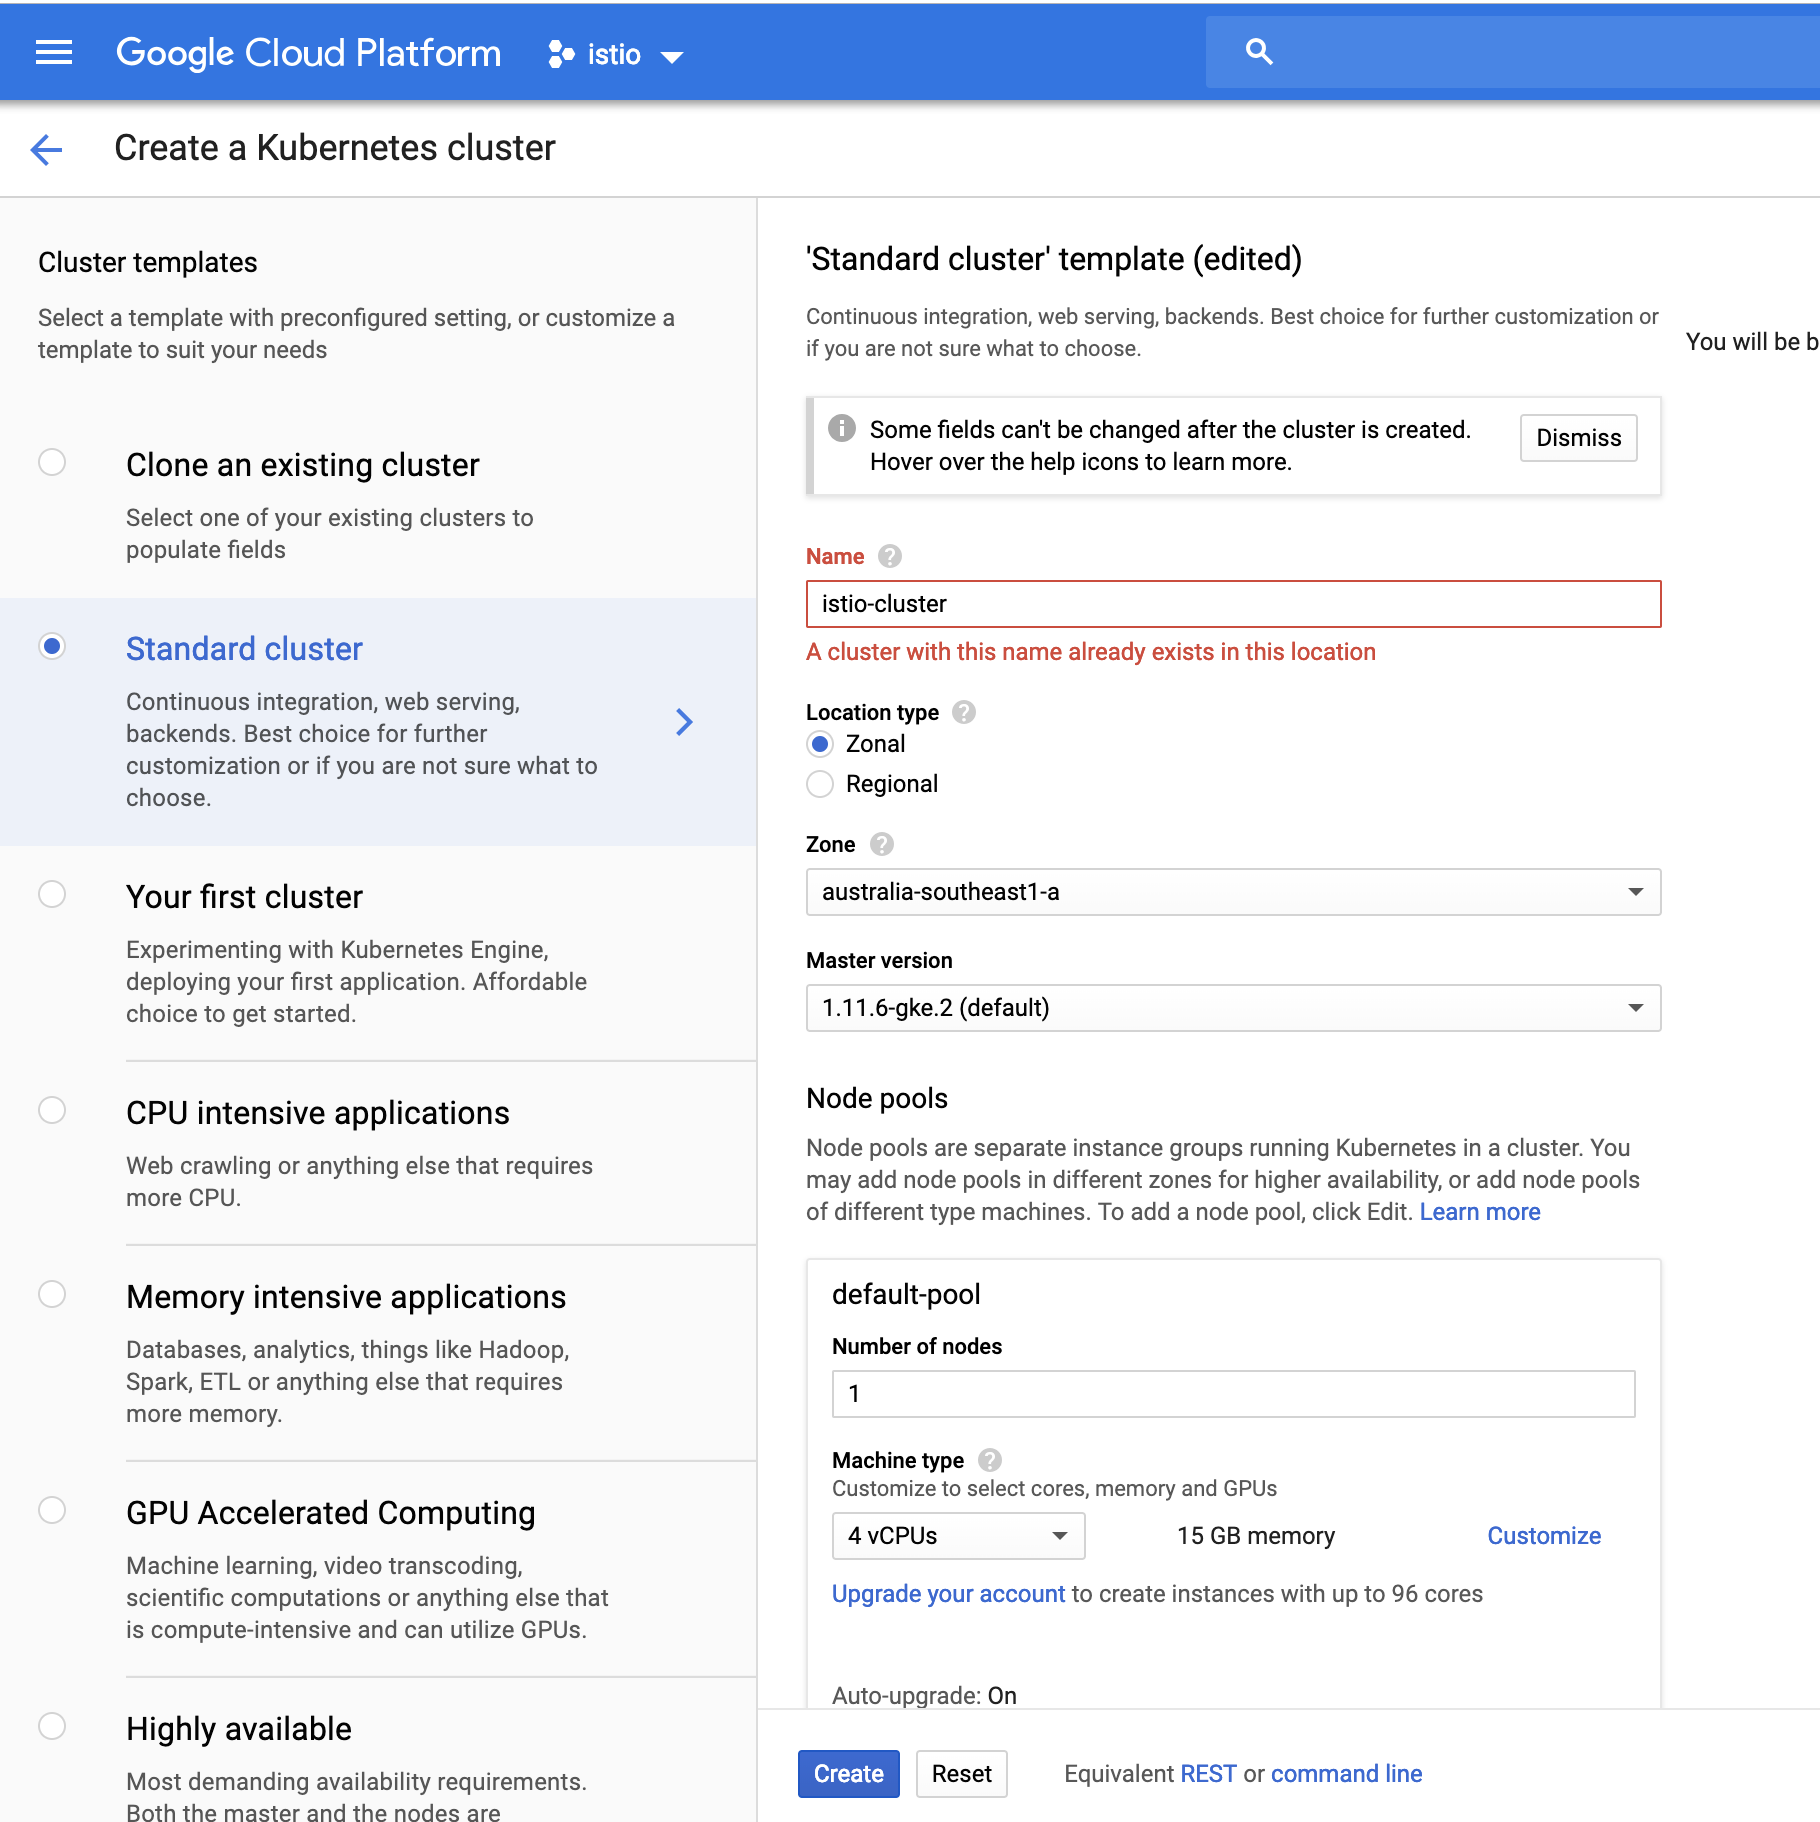 Google Cloud Platform
istio
Create a Kubernetes cluster
Cluster templates
Select a template with preconfigured setting, or customize a
template to suit your needs
Clone an existing cluster
Select one of your existing clusters to
populate fields
Standard cluster
Continuous integration, web serving,
backends. Best choice for further
customization or if you are not sure what to
choose.
Your first cluster
Experimenting with Kubernetes Engine,
deploying your first application. Affordable
choice to get started.
CPU intensive applications
Web crawling or anything else that requires
more CPU.
Memory intensive applications
Databases, analytics, things like Hadoop,
Spark, ETL or anything else that requires
more memory.
GPU Accelerated Computing
Machine learning, video transcoding,
scientific computations or anything else that
is compute-intensive and can utilize GPUs.
Highly available
Most demanding availability requirements.
Both the master and the nodes are
'Standard cluster' template (edited)
Continuous integration, web serving, backends. Best choice for further customization or
if you are not sure what to choose.
You will be b
Some fields can't be changed after the cluster is created.
Hover over the help icons to learn more.
Dismiss
Name ?
istio-cluster
A cluster with this name already exists in this location
Location type ?
Zonal
Regional
Zone ?
australia-southeast1-a
Master version
1.11.6-gke.2 (default)
Node pools
Node pools are separate instance groups running Kubernetes in a cluster. You
may add node pools in different zones for higher availability, or add node pools
of different type machines. To add a node pool, click Edit. Learn more
default-pool
Number of nodes
1
Machine type ?
Customize to select cores, memory and GPUs
4 vCPUs
15 GB memory
Customize
Upgrade your account to create instances with up to 96 cores
Auto-upgrade: On
Create
Reset
Equivalent REST or command line